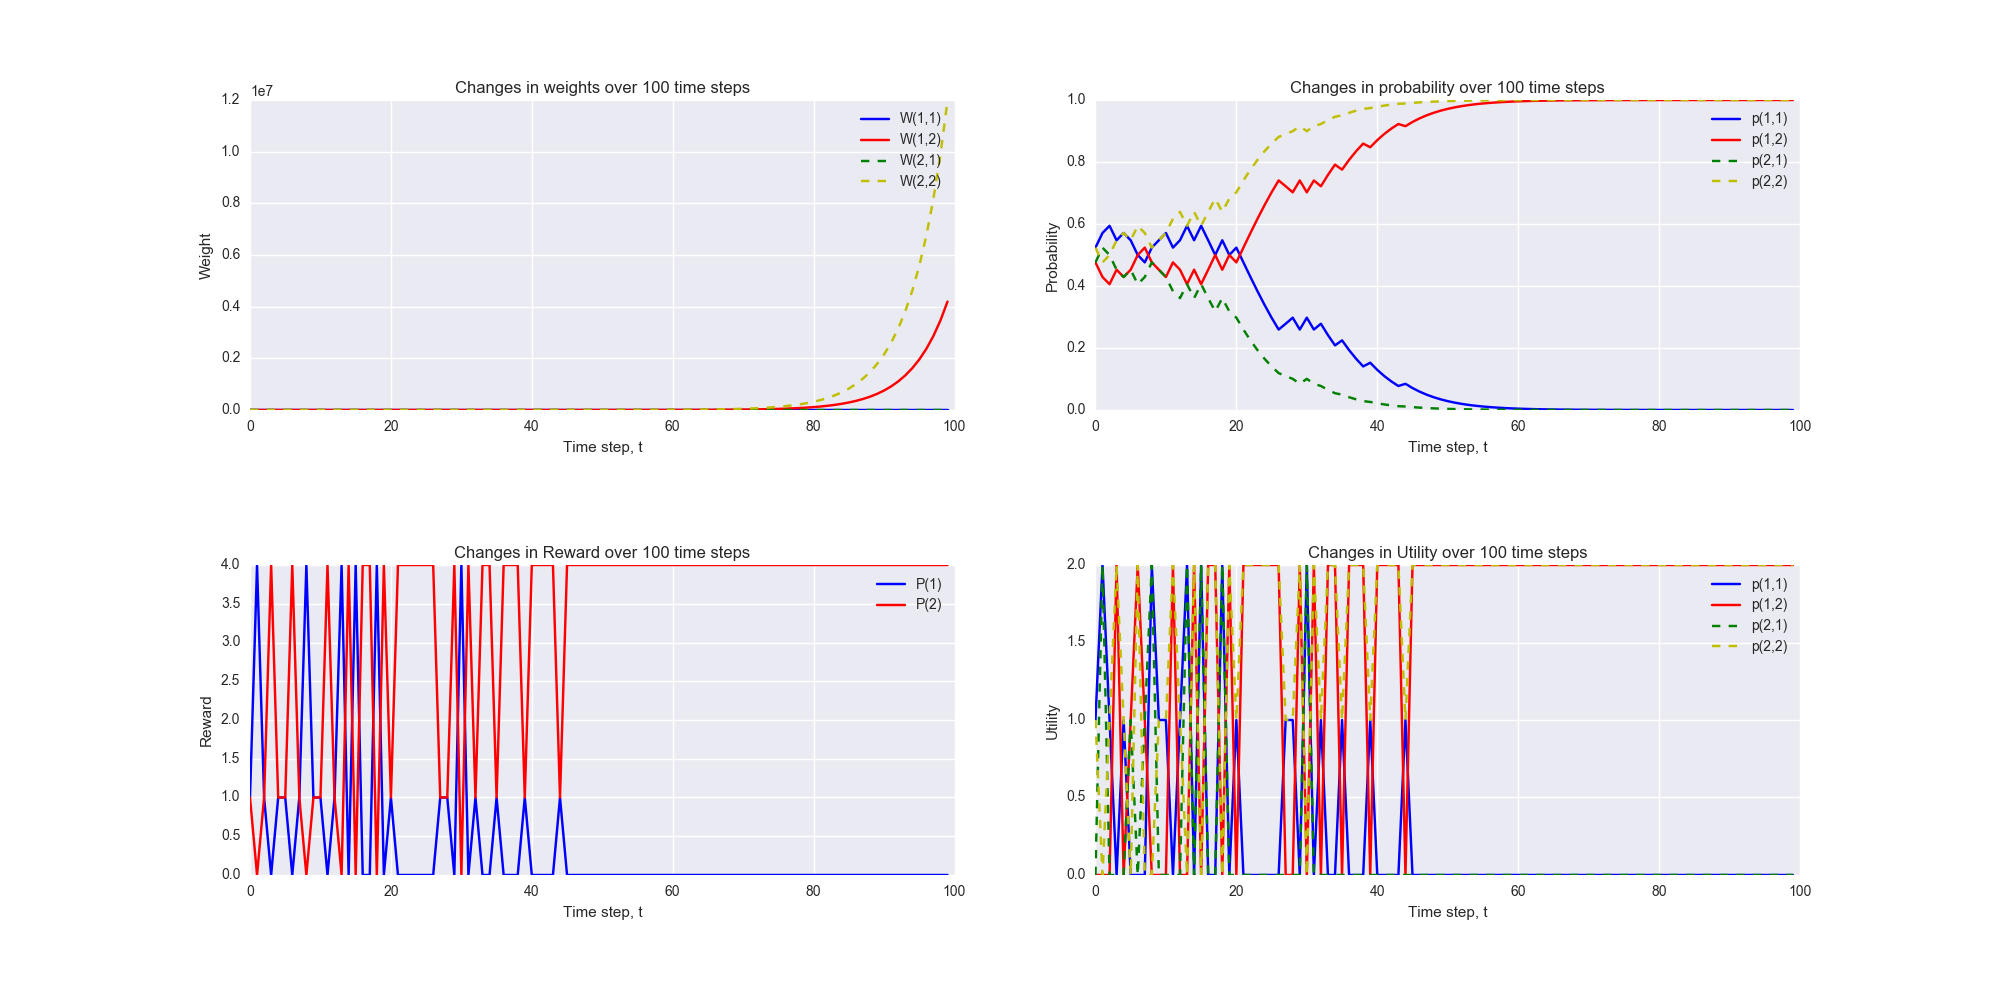 Changes in weights over 100 time steps
1e7
1.2
1.0
0.8
0.6
0.4
0.2
0.0
Weight
W(1,1)
W(1,2)
W(2,1)
W(2,2)
0 20 40 60 80 100
Time step, t
Changes in probability over 100 time steps
1.0
0.8
0.6
0.4
0.2
0.0
Probability
p(1,1)
p(1,2)
p(2,1)
p(2,2)
0 20 40 60 80 100
Time step, t
Changes in Reward over 100 time steps
4.0
3.5
3.0
2.5
2.0
1.5
1.0
0.5
0.0
Reward
P(1)
P(2)
0 20 40 60 80 100
Time step, t
Changes in Utility over 100 time steps
2.0
1.5
1.0
0.5
0.0
Utility
p(1,1)
p(1,2)
p(2,1)
p(2,2)
0 20 40 60 80 100
Time step, t